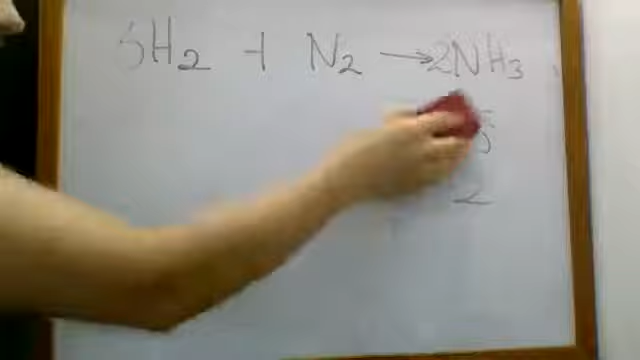 3H₂ + N₂ → 2NH₃